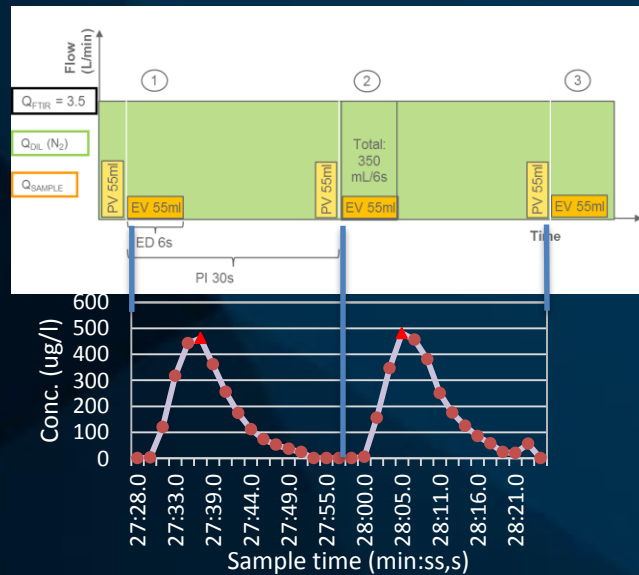 Flow
(L/min)
1
2
3
Q_FTIR = 3.5
Q_DIL (N₂)
Q_SAMPLE
PV 55ml
EV 55ml
PV 55ml
Total:
350
mL/6s
EV 55ml
PV 55ml
EV 55ml
Time
ED 6s
PI 30s
Conc. (ug/l)
600
500
400
300
200
100
0
27:28.0
27:33.0
27:39.0
27:44.0
27:49.0
27:55.0
28:00.0
28:05.0
28:11.0
28:16.0
28:21.0
Sample time (min:ss,s)